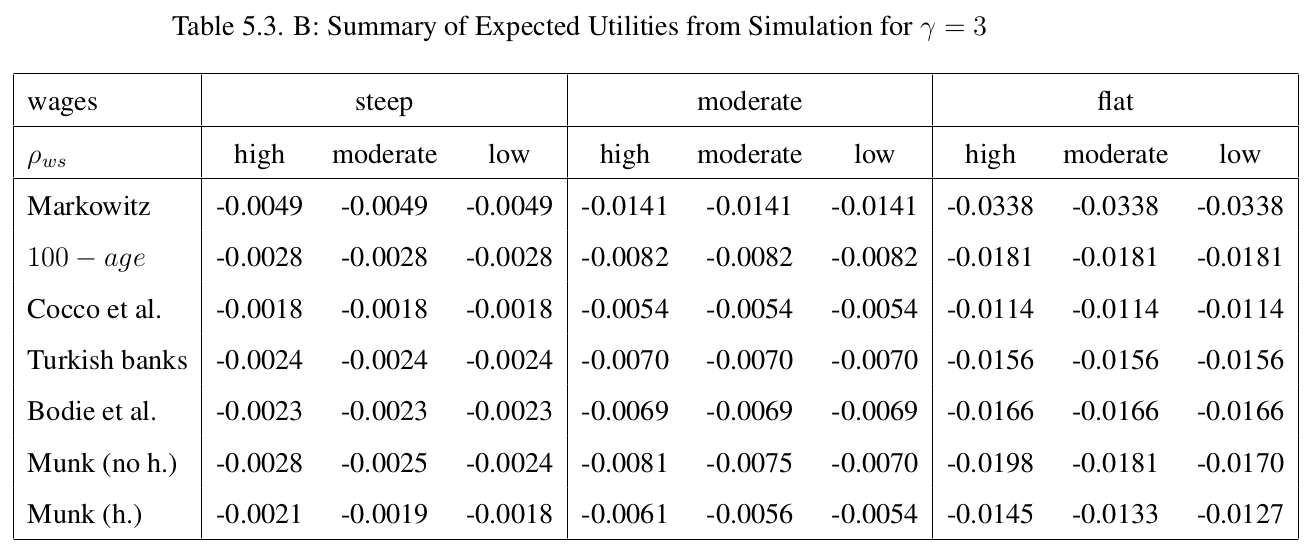 Table 5.3. B: Summary of Expected Utilities from Simulation for γ = 3
wages steep moderate flat
ρws high moderate low high moderate low high moderate low
Markowitz -0.0049 -0.0049 -0.0049 -0.0141 -0.0141 -0.0141 -0.0338 -0.0338 -0.0338
100 − age -0.0028 -0.0028 -0.0028 -0.0082 -0.0082 -0.0082 -0.0181 -0.0181 -0.0181
Cocco et al. -0.0018 -0.0018 -0.0018 -0.0054 -0.0054 -0.0054 -0.0114 -0.0114 -0.0114
Turkish banks -0.0024 -0.0024 -0.0024 -0.0070 -0.0070 -0.0070 -0.0156 -0.0156 -0.0156
Bodie et al. -0.0023 -0.0023 -0.0023 -0.0069 -0.0069 -0.0069 -0.0166 -0.0166 -0.0166
Munk (no h.) -0.0028 -0.0025 -0.0024 -0.0081 -0.0075 -0.0070 -0.0198 -0.0181 -0.0170
Munk (h.) -0.0021 -0.0019 -0.0018 -0.0061 -0.0056 -0.0054 -0.0145 -0.0133 -0.0127